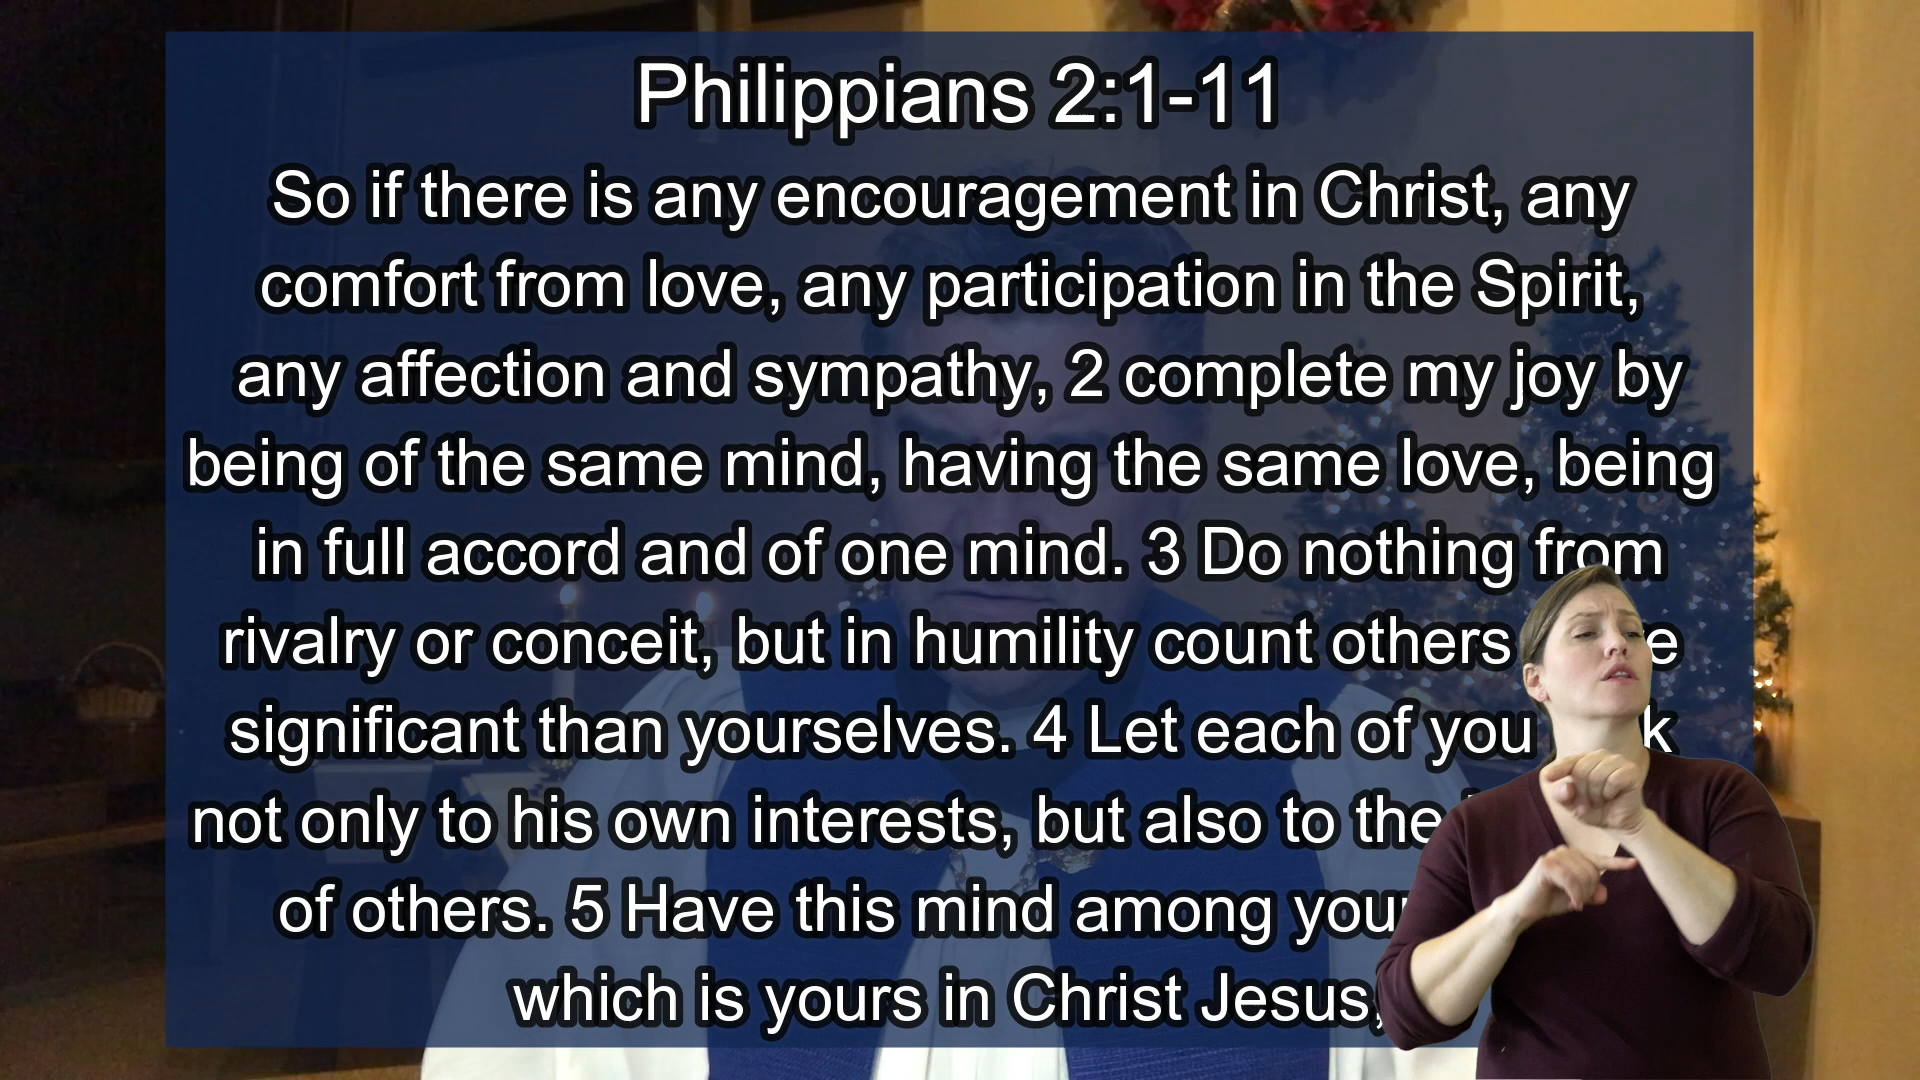 Philippians 2:1-11
So if there is any encouragement in Christ, any
comfort from love, any participation in the Spirit,
any affection and sympathy, 2 complete my joy by
being of the same mind, having the same love, being
in full accord and of one mind. 3 Do nothing from
rivalry or conceit, but in humility count others
significant than yourselves. 4 Let each of you
not only to his own interests, but also to the
of others. 5 Have this mind among
which is yours in Christ Jesus,